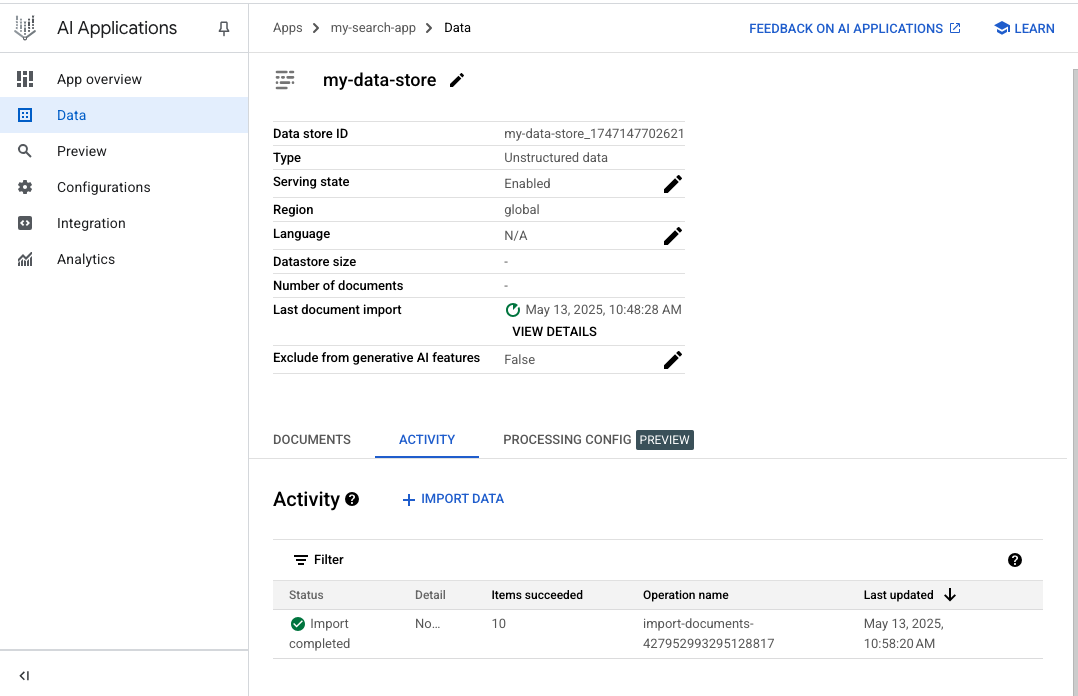 AI Applications
Apps > my-search-app > Data
FEEDBACK ON AI APPLICATIONS
LEARN
App overview
Data
Preview
Configurations
Integration
Analytics
my-data-store
Data store ID my-data-store_1747147702621
Type Unstructured data
Serving state Enabled
Region global
Language N/A
Datastore size -
Number of documents -
Last document import May 13, 2025, 10:48:28 AM
VIEW DETAILS
Exclude from generative AI features False
DOCUMENTS ACTIVITY PROCESSING CONFIG PREVIEW
Activity ? + IMPORT DATA
Filter ?
Status Detail Items succeeded Operation name Last updated
Import No... 10 import-documents- May 13, 2025,
completed 427952993295128817 10:58:20 AM